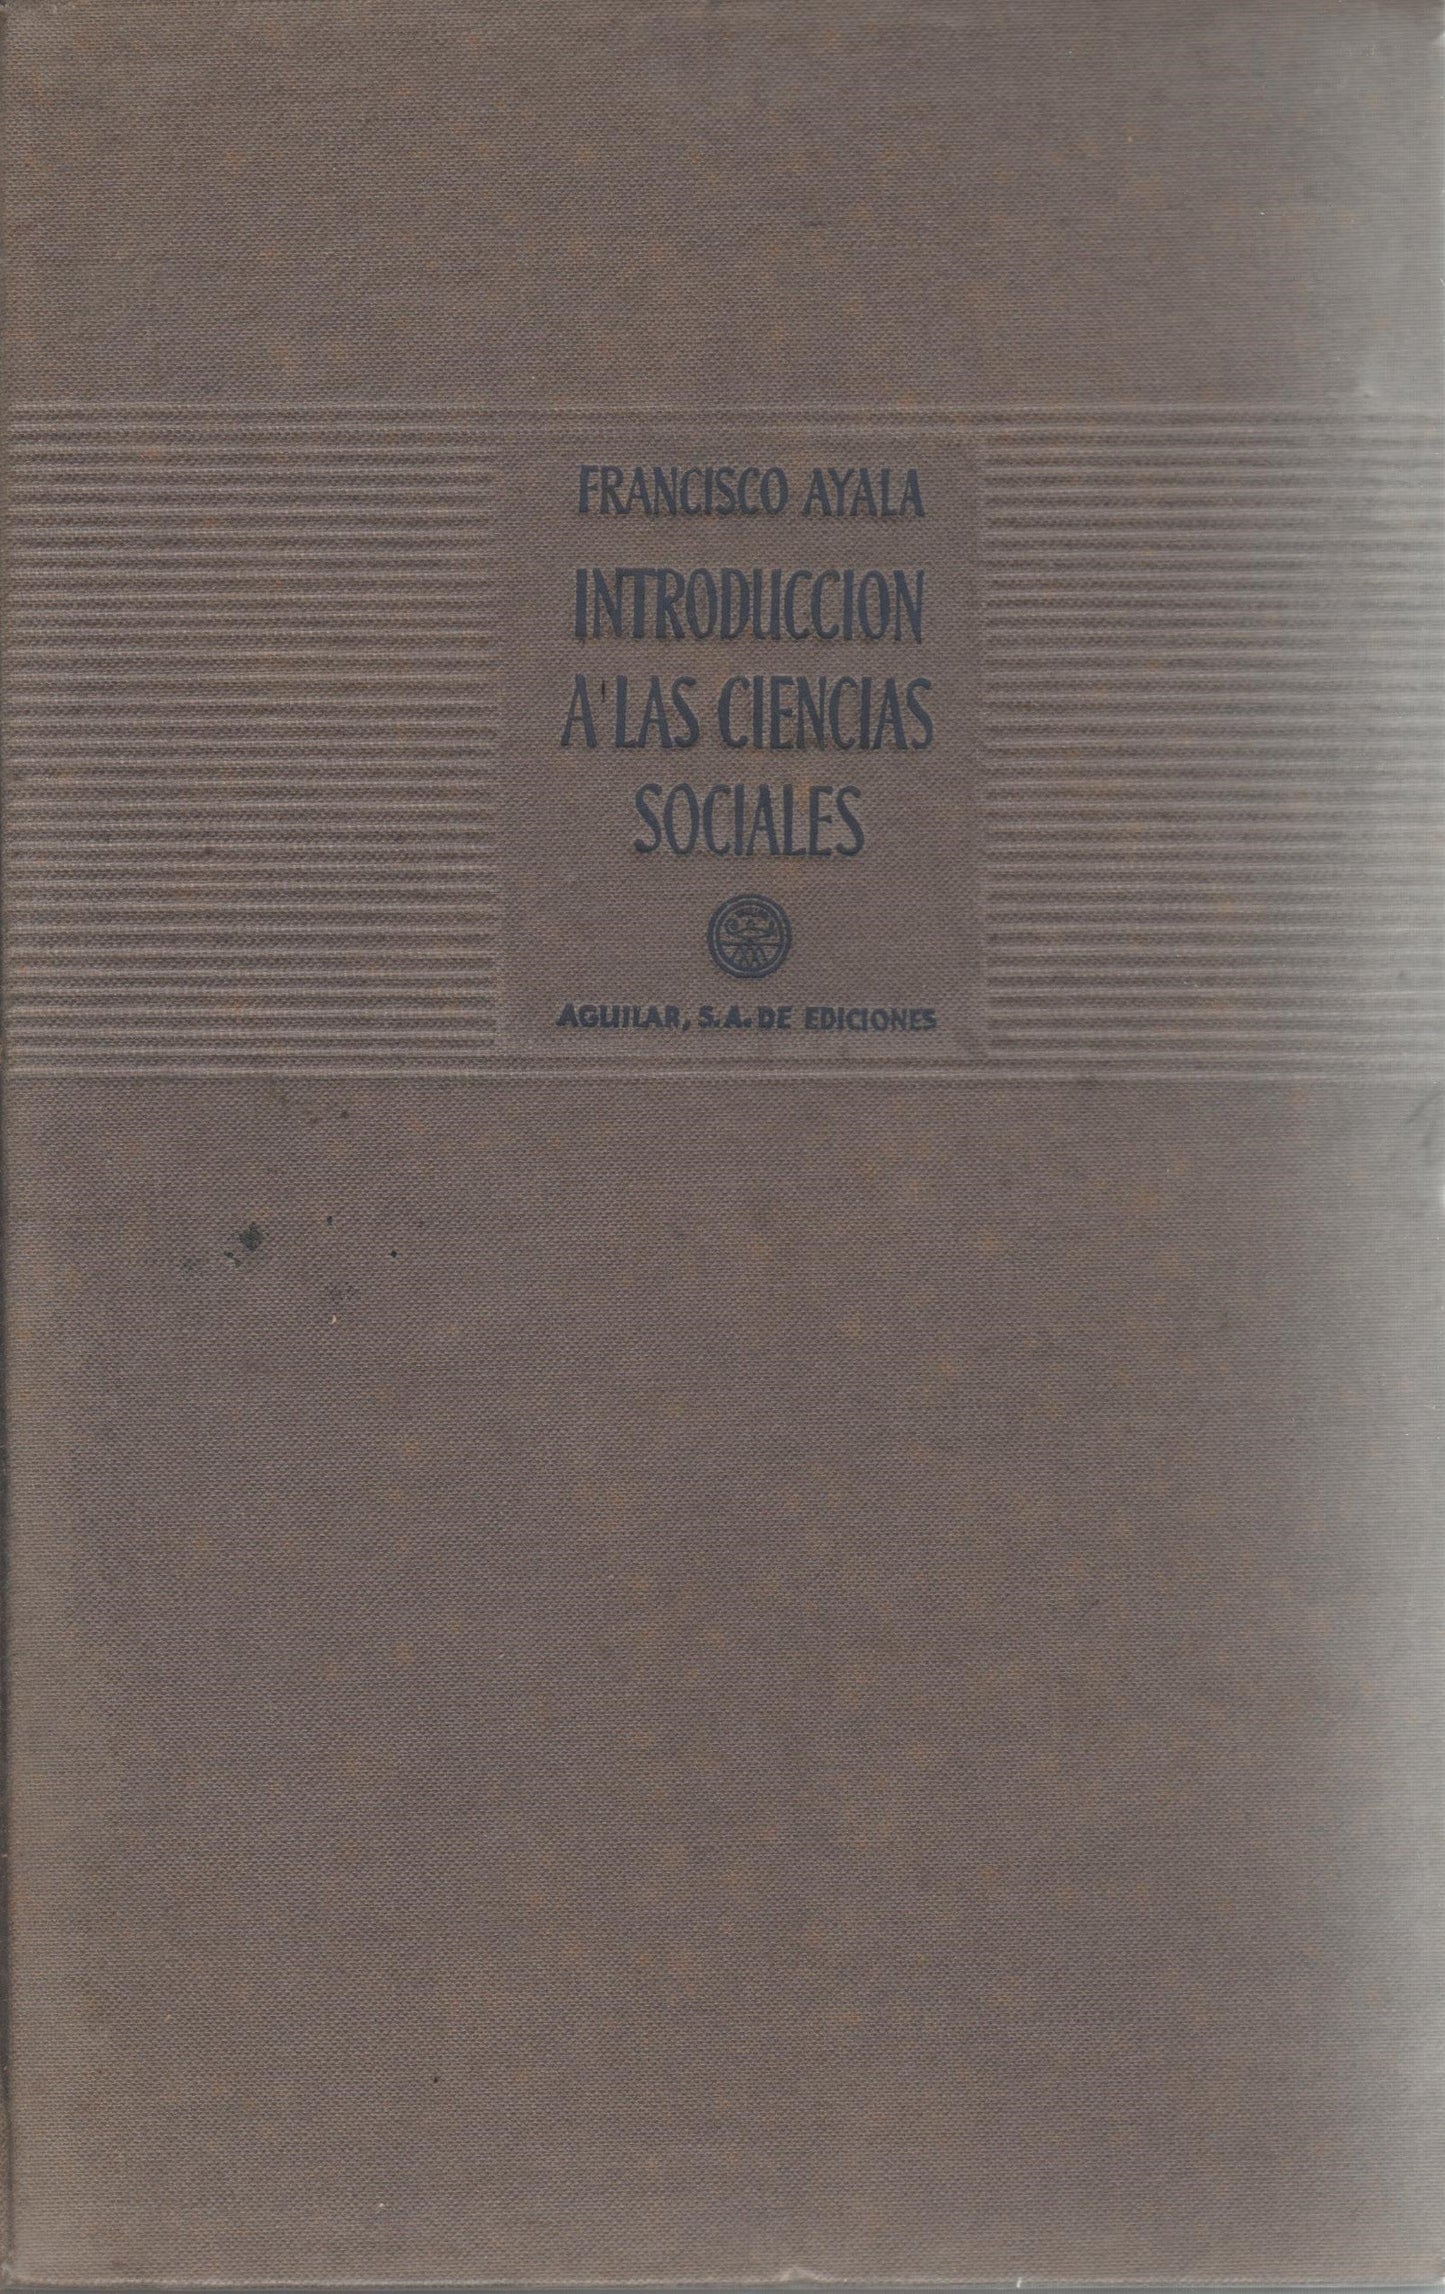 FRANCISCO AYALA
INTRODUCCION
A LAS CIENCIAS
SOCIALES
AGUILAR, S.A. DE EDICIONES